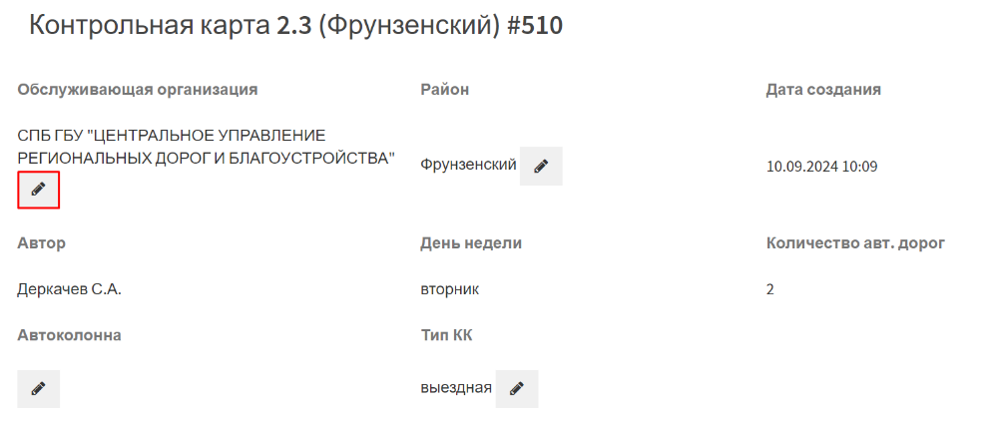 Контрольная карта 2.3 (Фрунзенский) #510
Обслуживающая организация
Район
Дата создания
СПБ ГБУ "ЦЕНТРАЛЬНОЕ УПРАВЛЕНИЕ
РЕГИОНАЛЬНЫХ ДОРОГ И БЛАГОУСТРОЙСТВА"
Фрунзенский
10.09.2024 10:09
Автор
День недели
Количество авт. дорог
Деркачев С.А.
вторник
2
Автоколонна
Тип КК
выездная